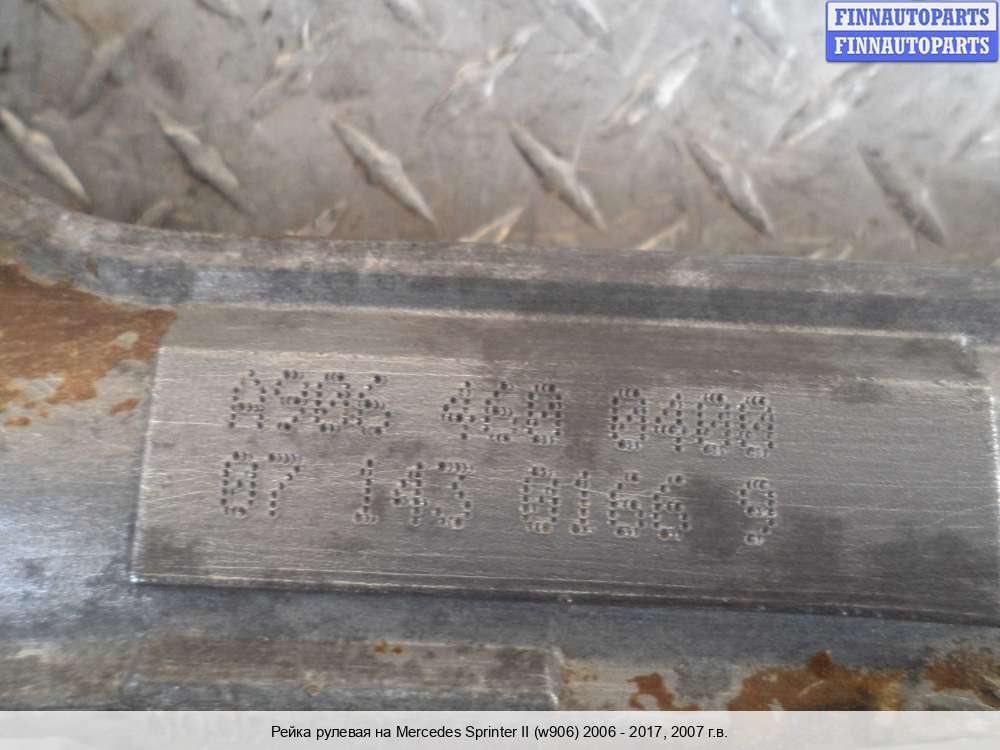 FINNAUTOPARTS
FINNAUTOPARTS
A906 460 0400
07 143 0166 9
Рейка рулевая на Mercedes Sprinter II (w906) 2006 - 2017, 2007 г.в.